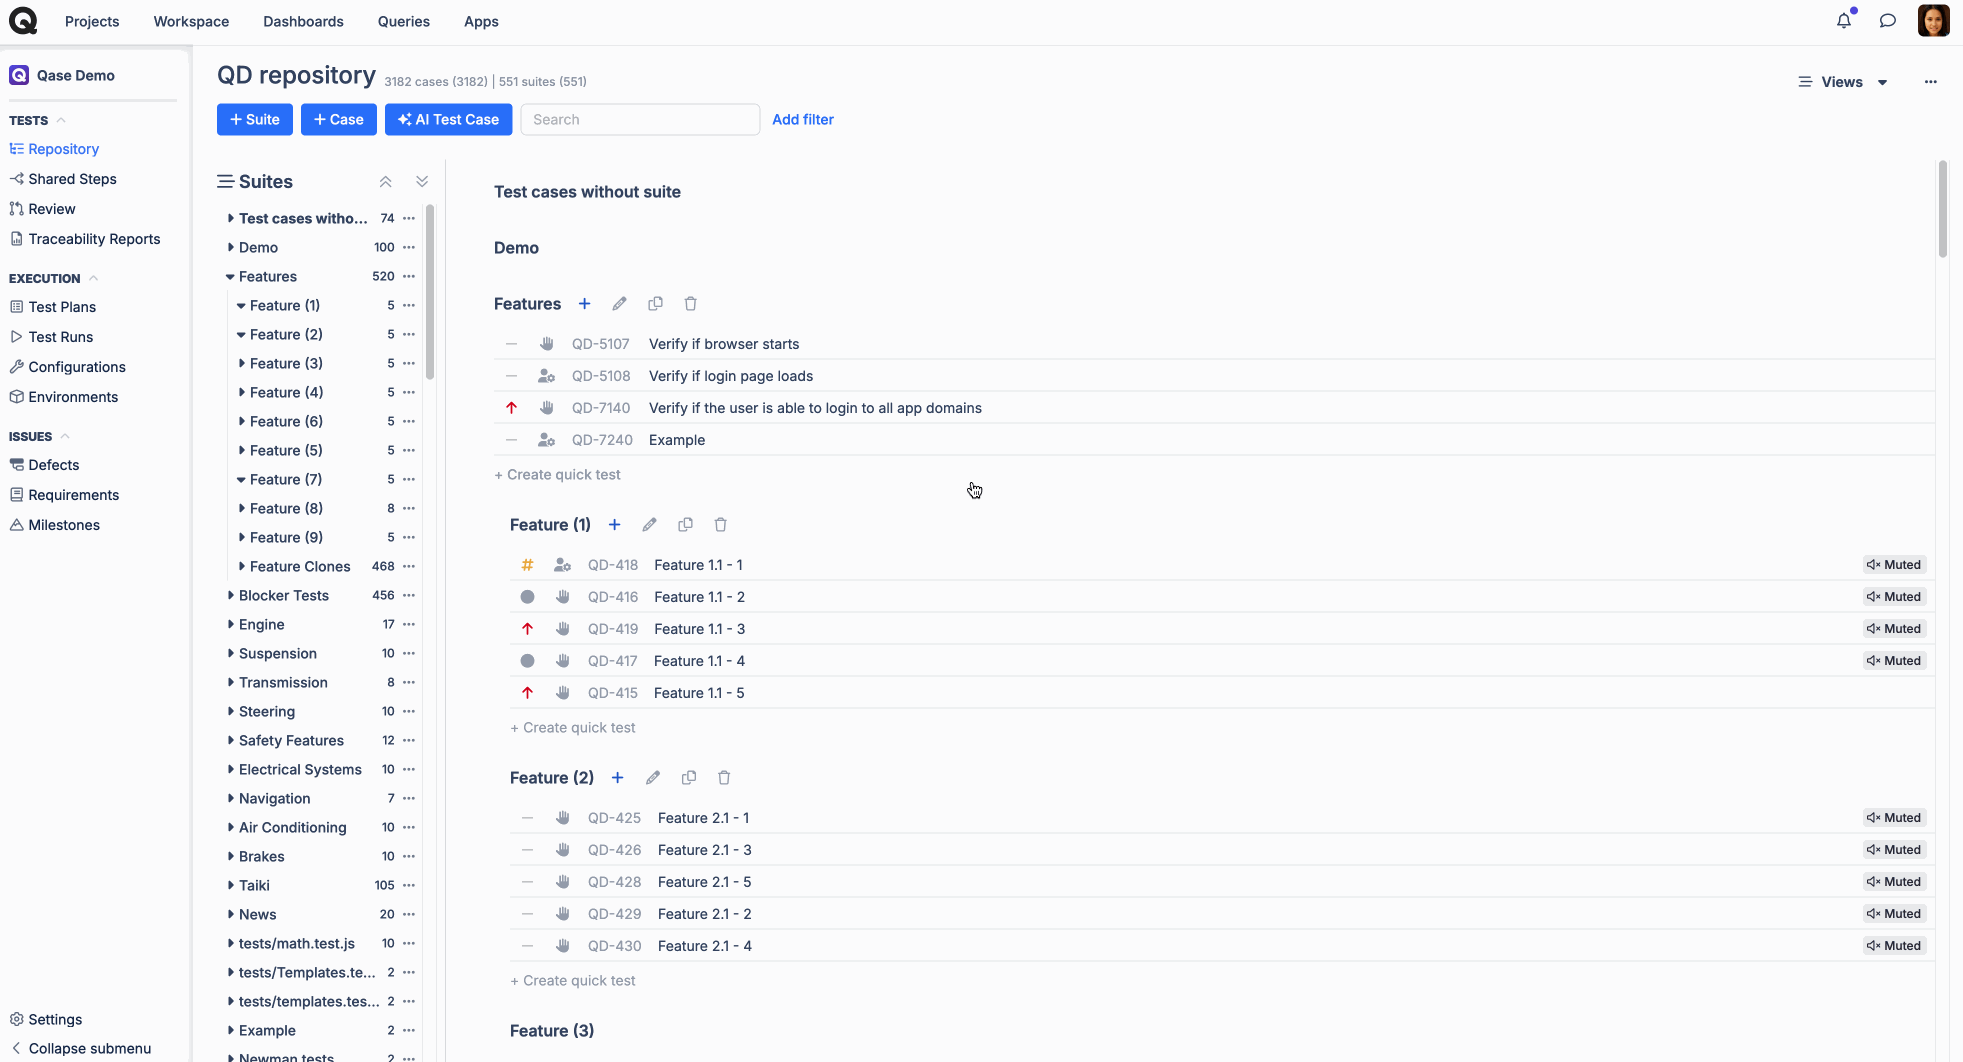 Projects Workspace Dashboards Queries Apps
Qase Demo
TESTS
Repository
Shared Steps
Review
Traceability Reports
EXECUTION
Test Plans
Test Runs
Configurations
Environments
ISSUES
Defects
Requirements
Milestones
Settings
Collapse submenu
QD repository 3182 cases (3182) | 551 suites (551)
Views
+ Suite + Case AI Test Case Search Add filter
Suites
Test cases witho... 74
Demo 100
Features 520
Feature (1) 5
Feature (2) 5
Feature (3) 5
Feature (4) 5
Feature (6) 5
Feature (5) 5
Feature (7) 5
Feature (8) 8
Feature (9) 5
Feature Clones 468
Blocker Tests 456
Engine 17
Suspension 10
Transmission 8
Steering 10
Safety Features 12
Electrical Systems 10
Navigation 7
Air Conditioning 10
Brakes 10
Taiki 105
News 20
tests/math.test.js 10
tests/Templates.te... 2
tests/templates.tes... 2
Example 2
Newman tests 2
Test cases without suite
Demo
Features
QD-5107 Verify if browser starts
QD-5108 Verify if login page loads
QD-7140 Verify if the user is able to login to all app domains
QD-7240 Example
+ Create quick test
Feature (1)
# QD-418 Feature 1.1 - 1 Muted
QD-416 Feature 1.1 - 2 Muted
QD-419 Feature 1.1 - 3 Muted
QD-417 Feature 1.1 - 4 Muted
QD-415 Feature 1.1 - 5
+ Create quick test
Feature (2)
QD-425 Feature 2.1 - 1 Muted
QD-426 Feature 2.1 - 3 Muted
QD-428 Feature 2.1 - 5 Muted
QD-429 Feature 2.1 - 2 Muted
QD-430 Feature 2.1 - 4 Muted
+ Create quick test
Feature (3)